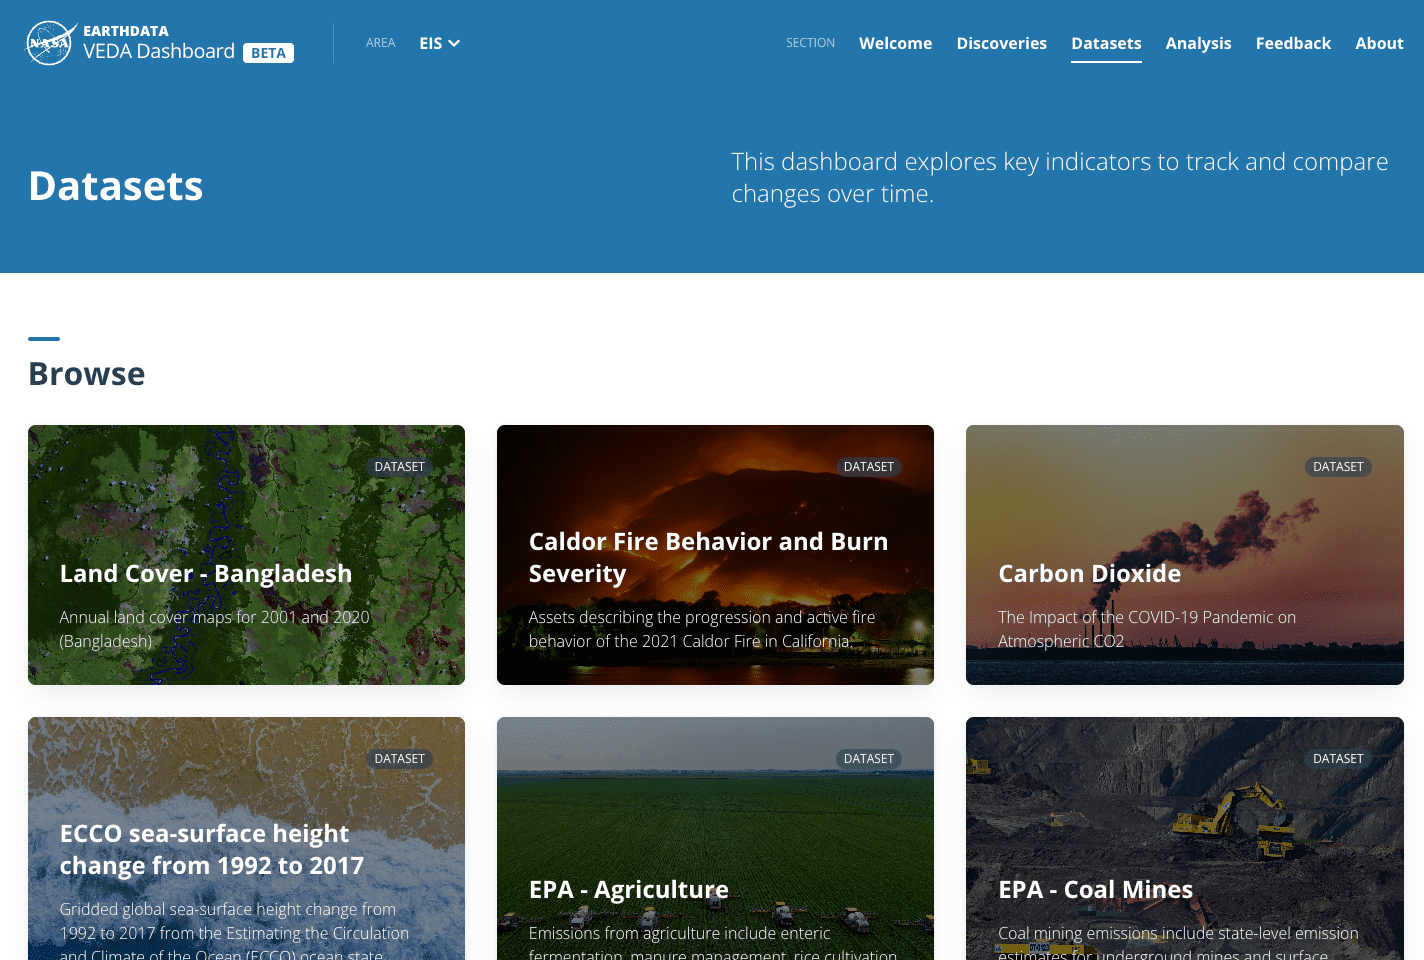 NASA
EARTHDATA
VEDA Dashboard BETA
AREA
EIS
SECTION
Welcome
Discoveries
Datasets
Analysis
Feedback
About
Datasets
This dashboard explores key indicators to track and compare
changes over time.
Browse
DATASET
Land Cover - Bangladesh
Annual land cover maps for 2001 and 2020
(Bangladesh)
DATASET
Caldor Fire Behavior and Burn
Severity
Assets describing the progression and active fire
behavior of the 2021 Caldor Fire in California.
DATASET
Carbon Dioxide
The Impact of the COVID-19 Pandemic on
Atmospheric CO2
DATASET
ECCO sea-surface height
change from 1992 to 2017
Gridded global sea-surface height change from
1992 to 2017 from the Estimating the Circulation
and Climate of the Ocean (ECCO) ocean state
DATASET
EPA - Agriculture
Emissions from agriculture include enteric
fermentation, manure management, rice cultivation
DATASET
EPA - Coal Mines
Coal mining emissions include state-level emission
estimates for underground mines and surface